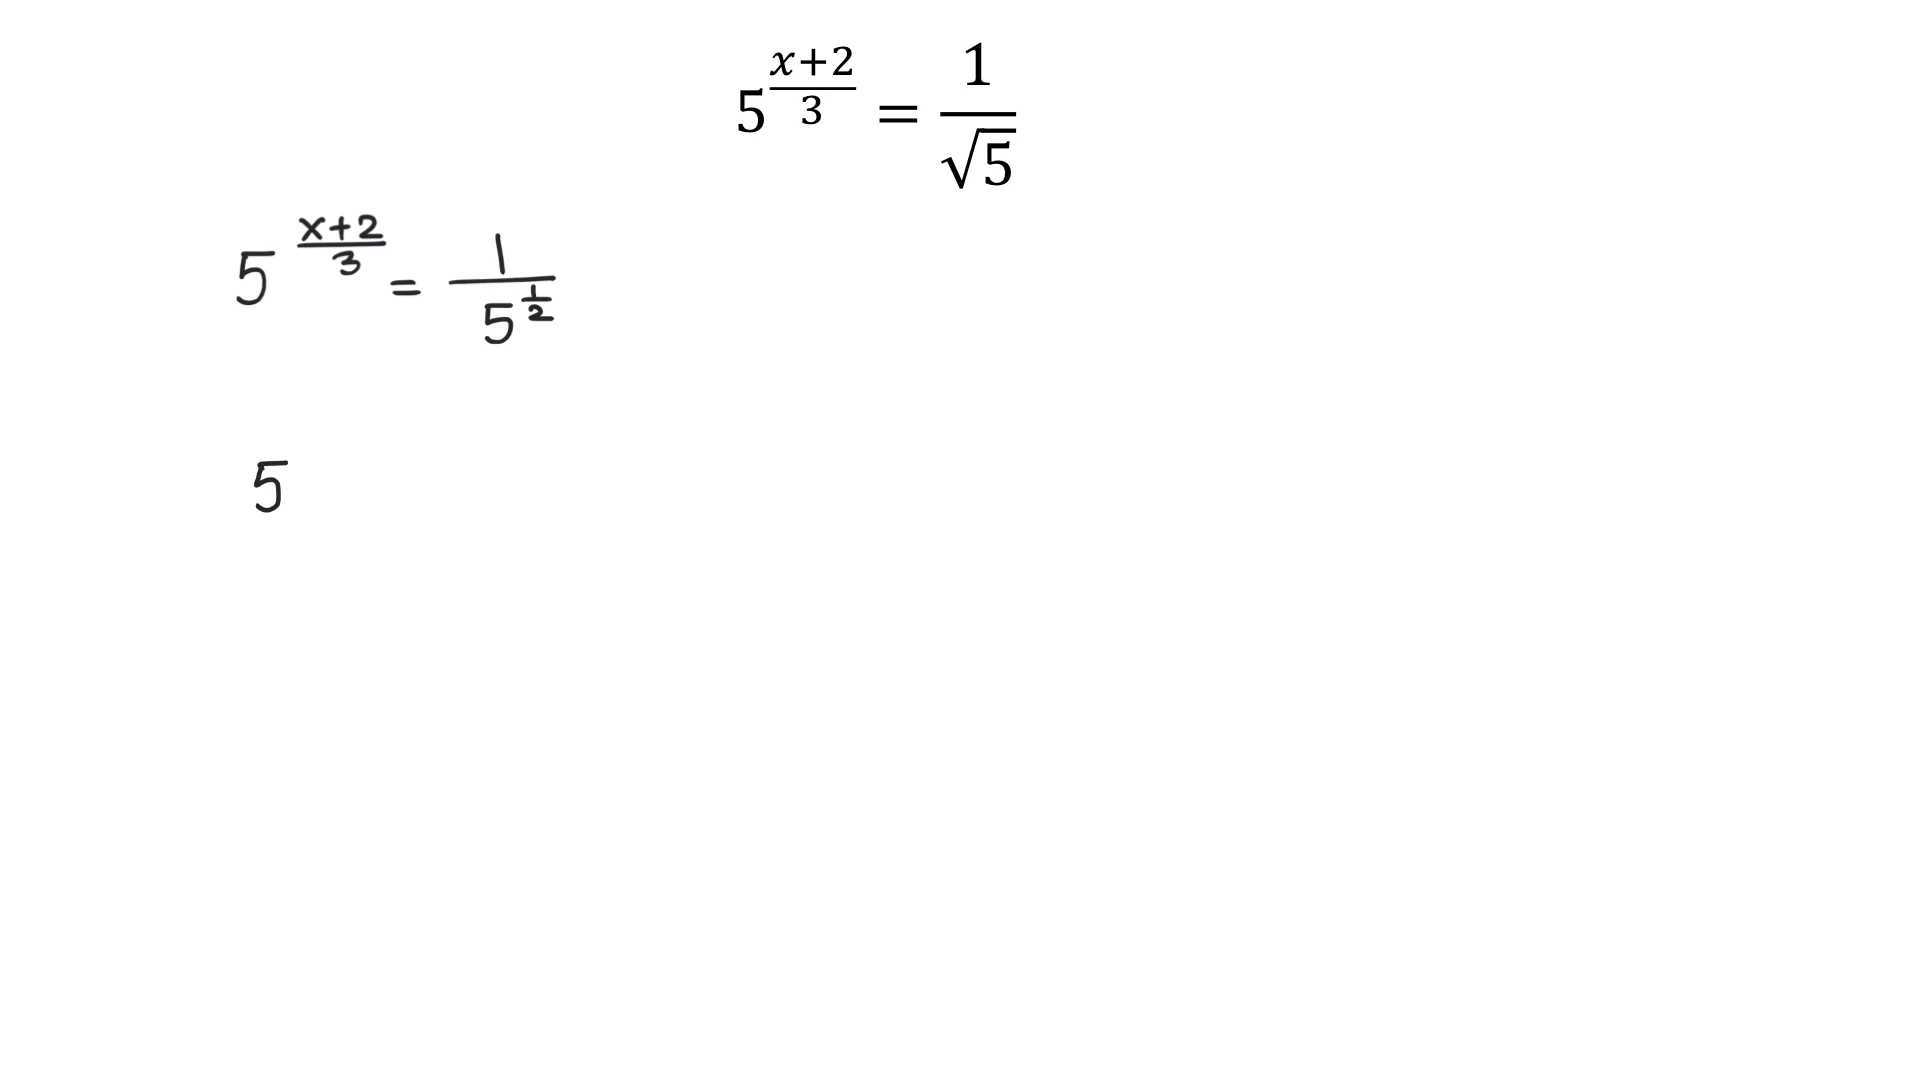 5^((x+2)/3) = 1/√5
5^((x+2)/3) = 1/5^(1/2)
5